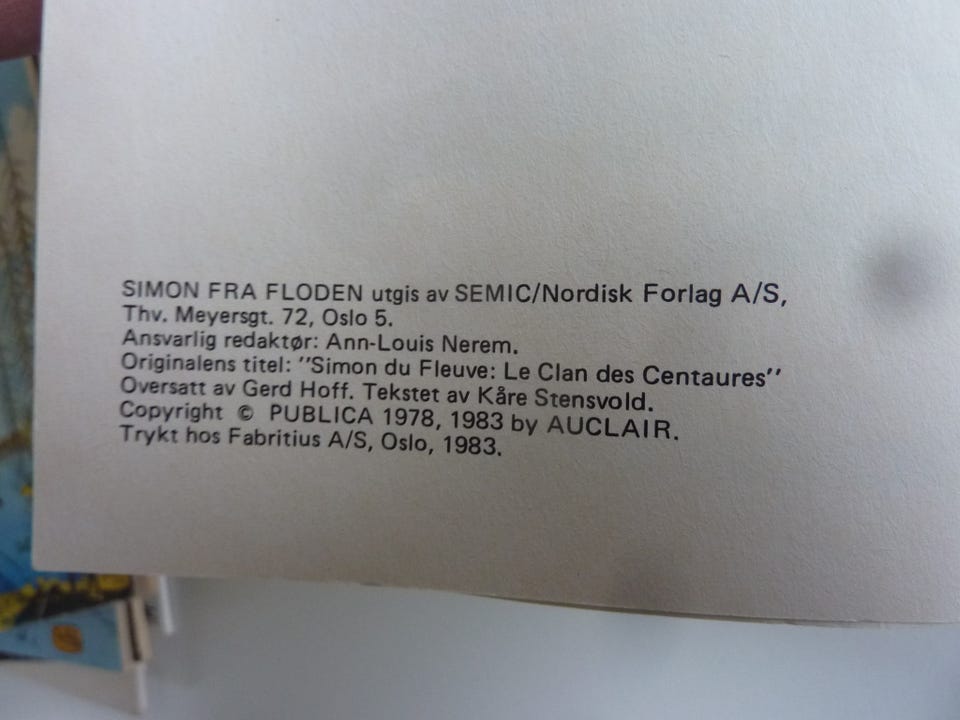 SIMON FRA FLODEN utgis av SEMIC/Nordisk Forlag A/S,
Thv. Meyersgt. 72, Oslo 5.
Ansvarlig redaktør: Ann-Louis Nerem.
Originalens titel: "Simon du Fleuve: Le Clan des Centaures"
Oversatt av Gerd Hoff. Tekstet av Kåre Stensvold.
Copyright © PUBLICA 1978, 1983 by AUCLAIR.
Trykt hos Fabritius A/S, Oslo, 1983.